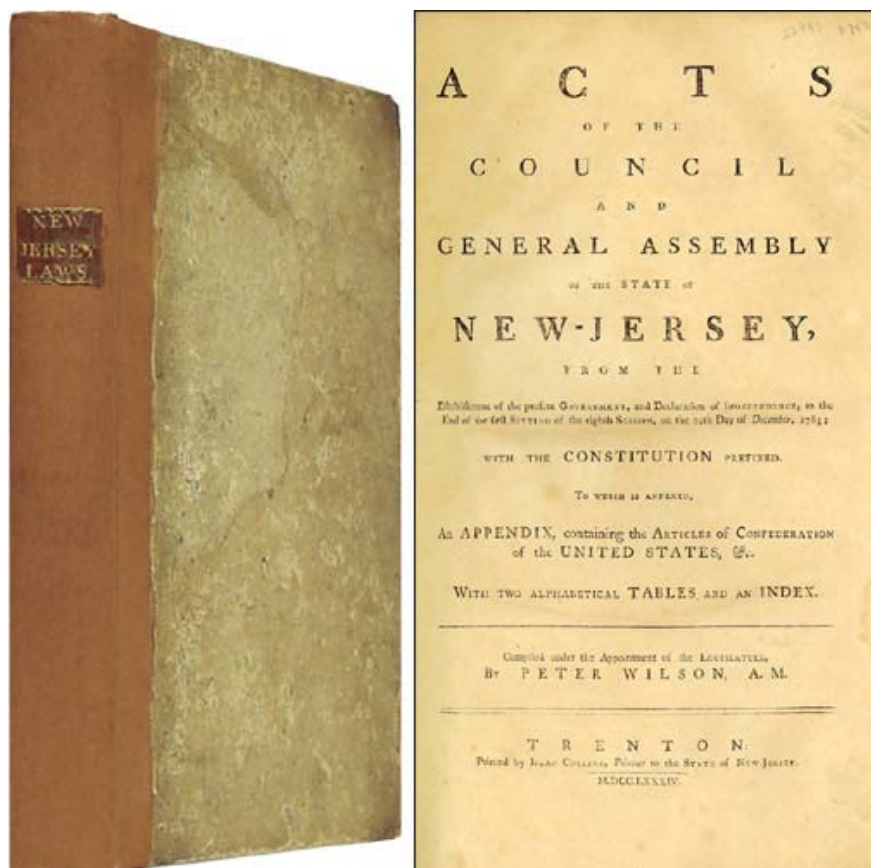 NEW
JERSEY
LAWS
A C T S
OF THE
COUNCIL
AND
GENERAL ASSEMBLY
OF THE STATE OF
NEW-JERSEY,
FROM THE
Establishment of the present GOVERNMENT, and Declaration of INDEPENDENCE, to the
End of the first SITTING of the eighth SESSION, on the 24th Day of December, 1783;
WITH THE CONSTITUTION PREFIXED.
TO WHICH IS ANNEXED,
An APPENDIX, containing the ARTICLES of CONFEDERATION
of the UNITED STATES, &c.
WITH TWO ALPHABETICAL TABLES AND AN INDEX.
Compiled under the Appointment of the LEGISLATURE,
BY PETER WILSON, A. M.
TRENTON:
Printed by ISAAC COLLINS, Printer to the STATE of NEW-JERSEY.
M.DCC.LXXXIV.